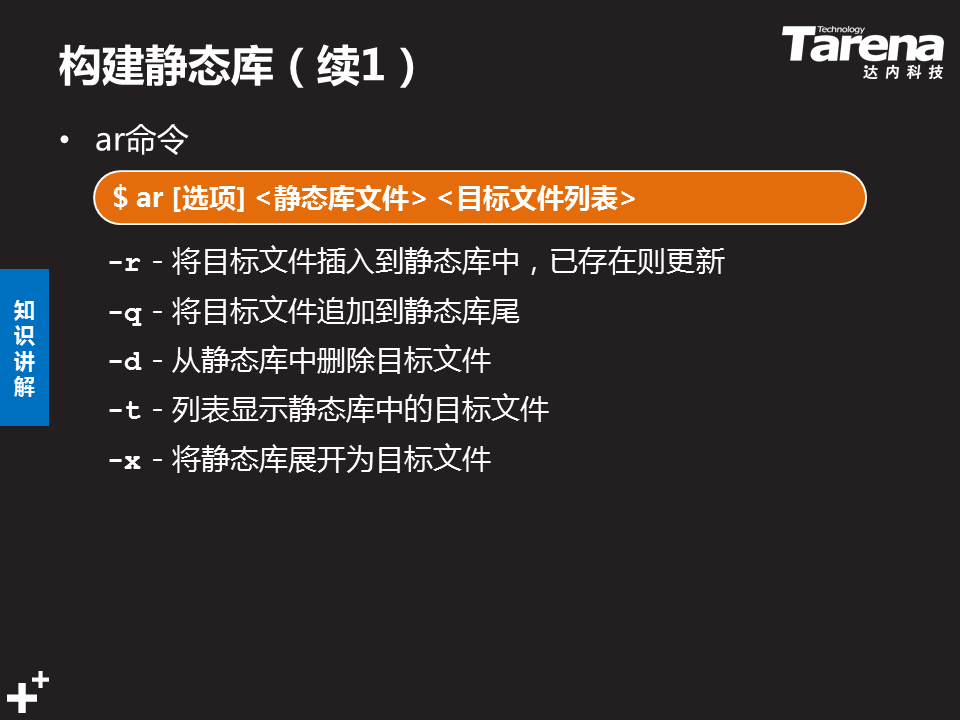 构建静态库（续1）
Technology
Tarena
达内科技
• ar命令
$ ar [选项] <静态库文件> <目标文件列表>
-r - 将目标文件插入到静态库中，已存在则更新
-q - 将目标文件追加到静态库尾
-d - 从静态库中删除目标文件
-t - 列表显示静态库中的目标文件
-x - 将静态库展开为目标文件
知识讲解